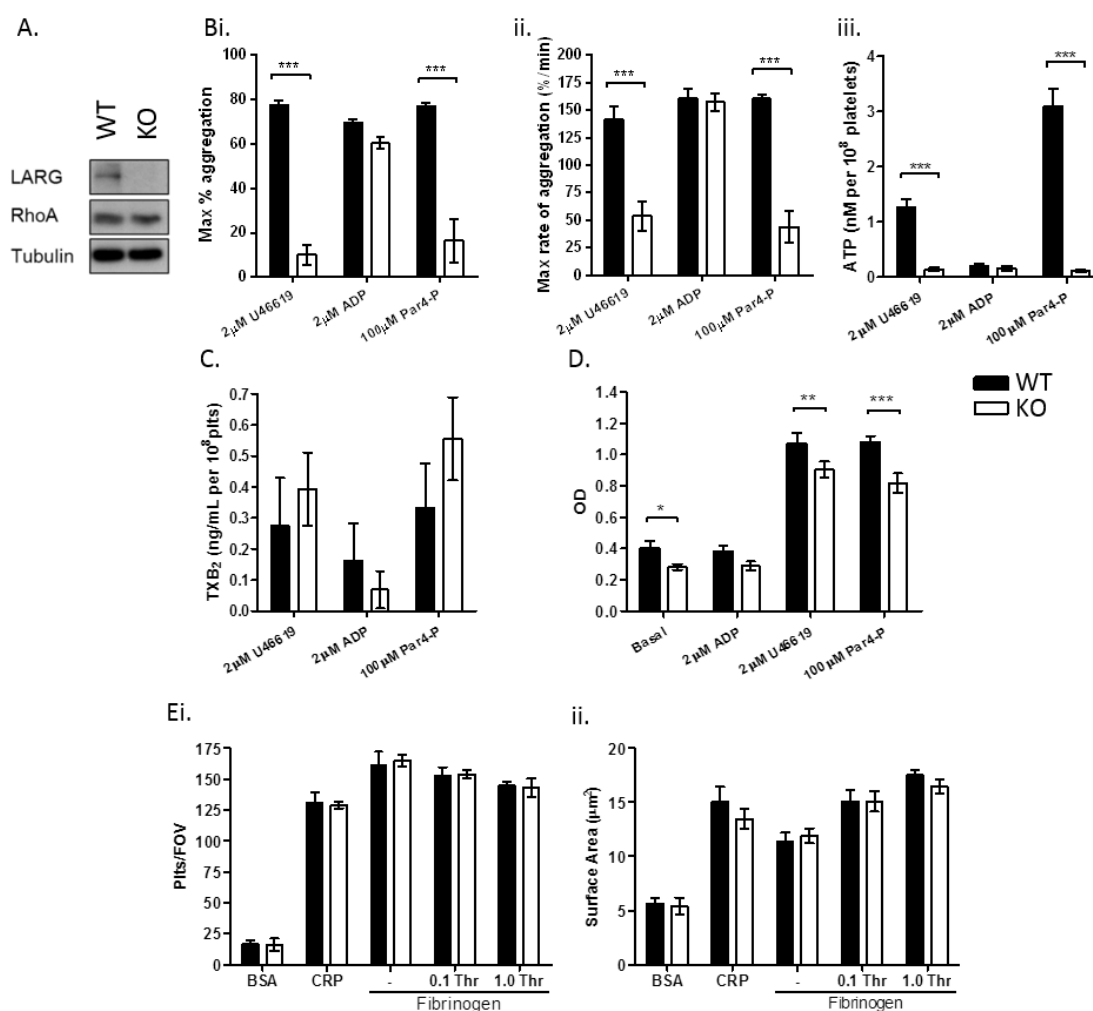 A.
WT KO
LARG
RhoA
Tubulin
Bi.
Max % aggregation
100
80
60
40
20
0
***
***
2µM U46619
2µM ADP
100µM Par4-P
ii.
Max rate of aggregation (%/min)
200
175
150
125
100
75
50
25
0
***
***
2µM U46619
2µM ADP
100µM Par4-P
iii.
ATP (nM per 10⁸ platelets)
4
3
2
1
0
***
***
2µM U46619
2µM ADP
100µM Par4-P
C.
TXB₂ (ng/mL per 10⁸plts)
0.7
0.6
0.5
0.4
0.3
0.2
0.1
0.0
2µM U46619
2µM ADP
100µM Par4-P
D.
OD
1.4
1.2
1.0
0.8
0.6
0.4
0.2
0.0
*
**
***
Basal
2µM ADP
2µM U46619
100µM Par4-P
WT
KO
Ei.
Plts/FOV
175
150
125
100
75
50
25
0
BSA CRP - 0.1 Thr 1.0 Thr
Fibrinogen
ii.
Surface Area (µm²)
20
15
10
5
0
BSA CRP - 0.1 Thr 1.0 Thr
Fibrinogen